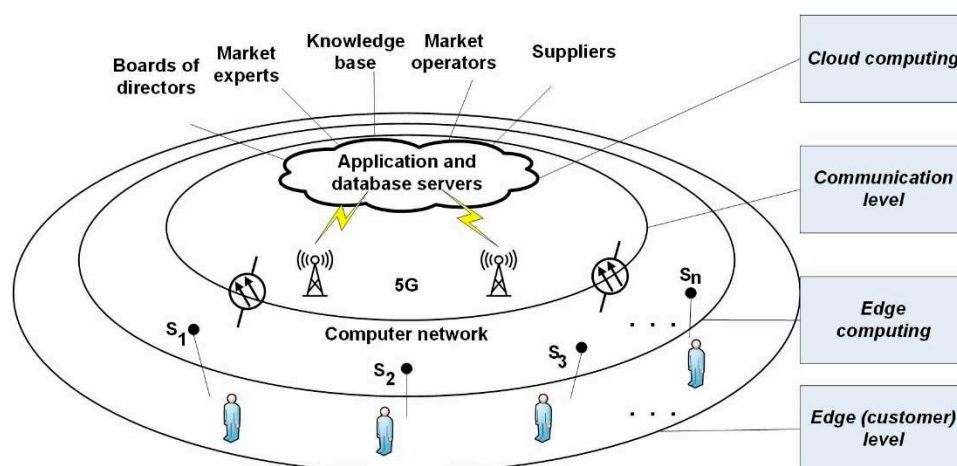 Boards of
directors
Market
experts
Knowledge
base
Market
operators
Suppliers
Cloud computing
Application and
database servers
Communication
level
5G
Sn
Computer network
S1
. . .
Edge
computing
S2
S3
. . .
Edge (customer)
level